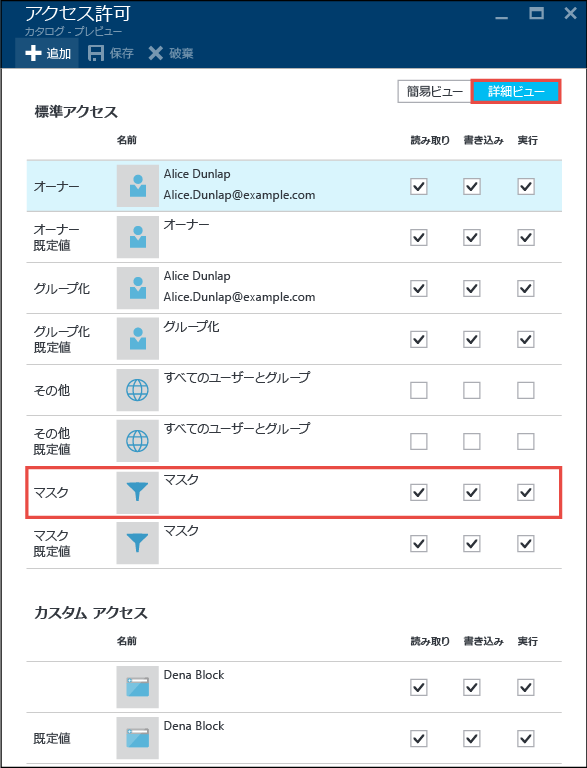 アクセス許可
カタログ - プレビュー
追加 保存 破棄
簡易ビュー 詳細ビュー
標準アクセス
名前 読み取り 書き込み 実行
オーナー
Alice Dunlap
Alice.Dunlap@example.com
オーナー
既定値
オーナー
グループ化
Alice Dunlap
Alice.Dunlap@example.com
グループ化
既定値
グループ化
その他
すべてのユーザーとグループ
その他
既定値
すべてのユーザーとグループ
マスク
マスク
マスク
既定値
マスク
カスタム アクセス
名前 読み取り 書き込み 実行
Dena Block
既定値
Dena Block